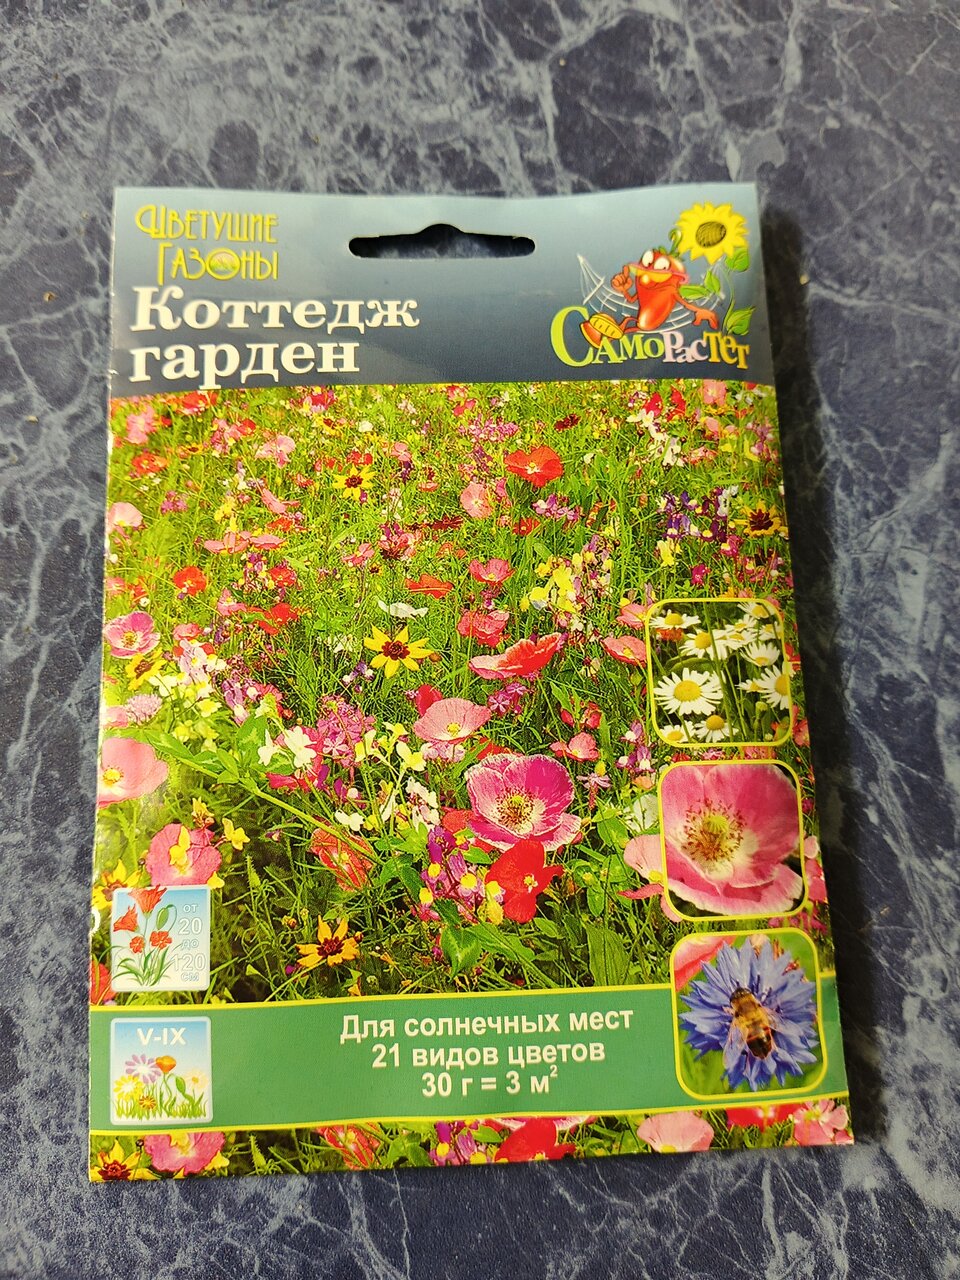 Цветущие
Газоны
Коттедж
гарден
СамоРасТёт
от
20
до
120
см
V-IX
Для солнечных мест
21 видов цветов
30 г = 3 м²